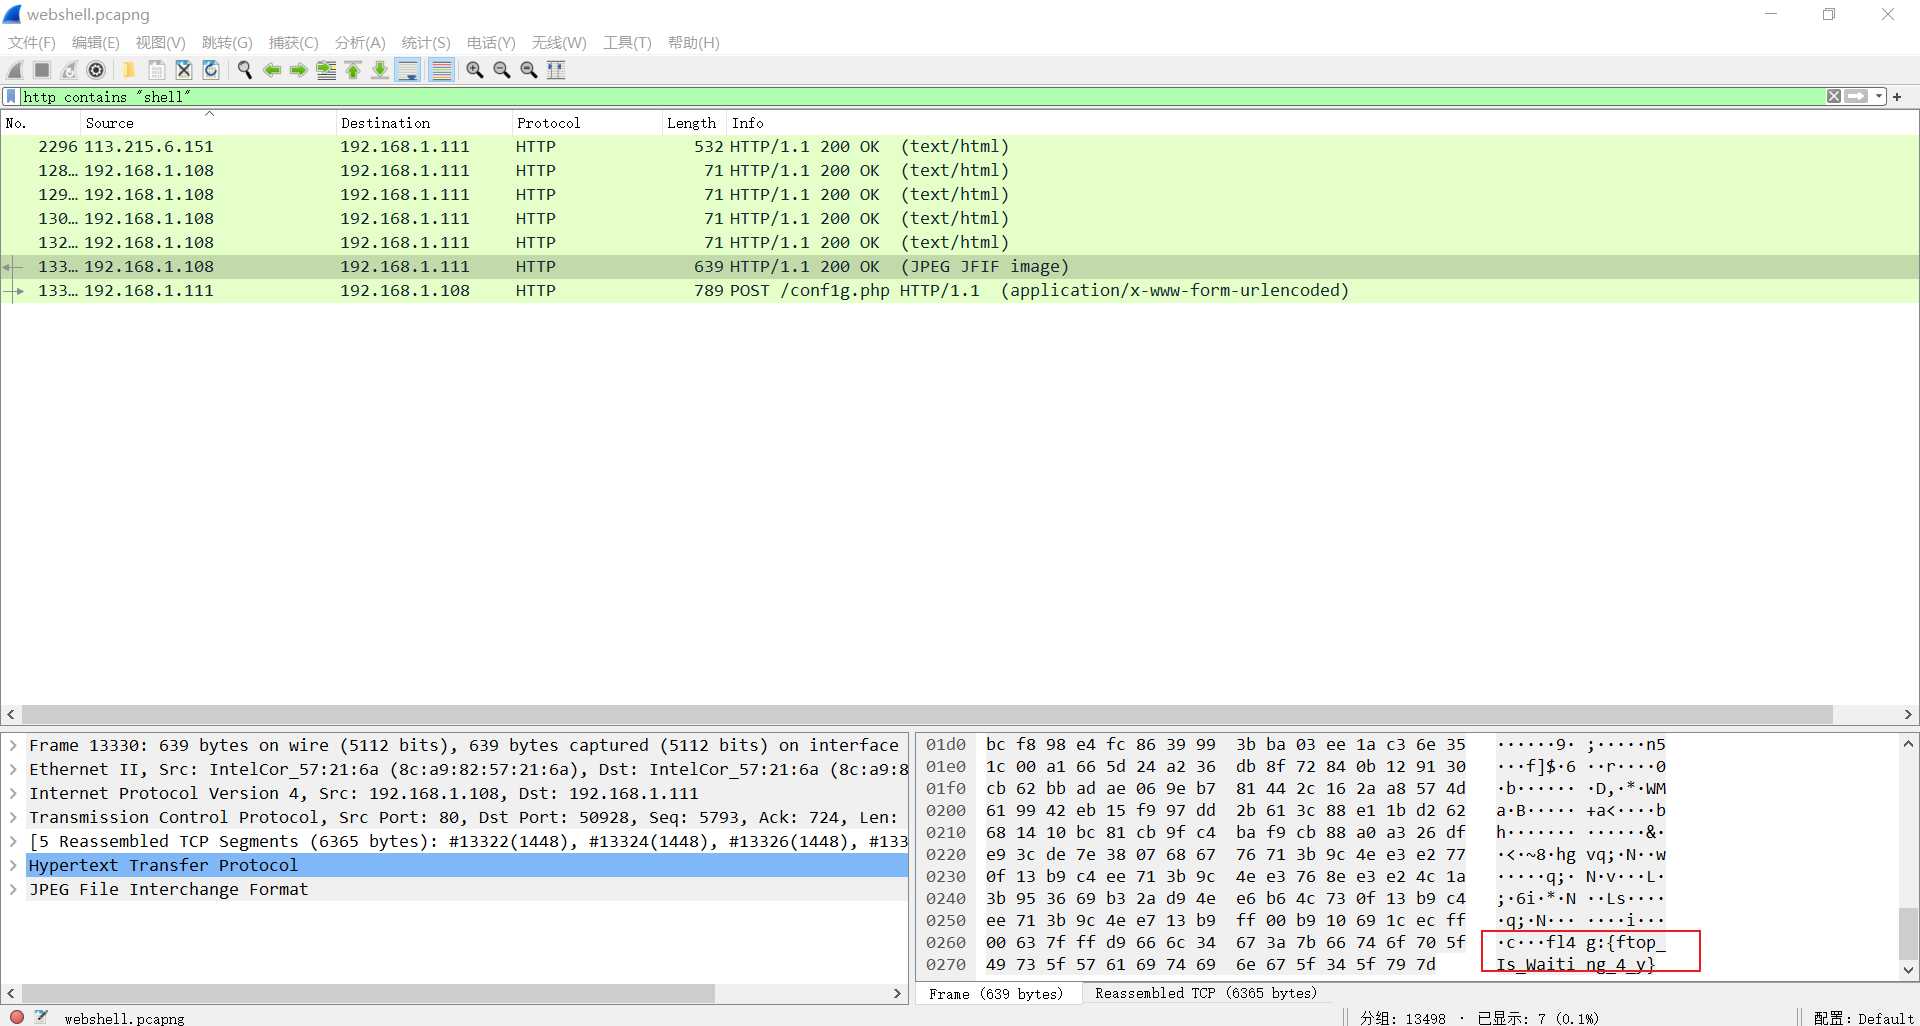 webshell.pcapng
文件(F) 编辑(E) 视图(V) 跳转(G) 捕获(C) 分析(A) 统计(S) 电话(Y) 无线(W) 工具(T) 帮助(H)
http contains "shell"
No. Source Destination Protocol Length Info
2296 113.215.6.151 192.168.1.111 HTTP 532 HTTP/1.1 200 OK (text/html)
128… 192.168.1.108 192.168.1.111 HTTP 71 HTTP/1.1 200 OK (text/html)
129… 192.168.1.108 192.168.1.111 HTTP 71 HTTP/1.1 200 OK (text/html)
130… 192.168.1.108 192.168.1.111 HTTP 71 HTTP/1.1 200 OK (text/html)
132… 192.168.1.108 192.168.1.111 HTTP 71 HTTP/1.1 200 OK (text/html)
133… 192.168.1.108 192.168.1.111 HTTP 639 HTTP/1.1 200 OK (JPEG JFIF image)
133… 192.168.1.111 192.168.1.108 HTTP 789 POST /conf1g.php HTTP/1.1 (application/x-www-form-urlencoded)
Frame 13330: 639 bytes on wire (5112 bits), 639 bytes captured (5112 bits) on interface
Ethernet II, Src: IntelCor_57:21:6a (8c:a9:82:57:21:6a), Dst: IntelCor_57:21:6a (8c:a9:8
Internet Protocol Version 4, Src: 192.168.1.108, Dst: 192.168.1.111
Transmission Control Protocol, Src Port: 80, Dst Port: 50928, Seq: 5793, Ack: 724, Len:
[5 Reassembled TCP Segments (6365 bytes): #13322(1448), #13324(1448), #13326(1448), #133
Hypertext Transfer Protocol
JPEG File Interchange Format
01d0 bc f8 98 e4 fc 86 39 99 3b ba 03 ee 1a c3 6e 35 ······9· ;·····n5
01e0 1c 00 a1 66 5d 24 a2 36 db 8f 72 84 0b 12 91 30 ···f]$·6 ··r····0
01f0 cb 62 bb ad ae 06 9e b7 81 44 2c 16 2a a8 57 4d ·b······ ·D,·*·WM
0200 61 99 42 eb 15 f9 97 dd 2b 61 3c 88 e1 1b d2 62 a·B····· +a<····b
0210 68 14 10 bc 81 cb 9f c4 ba f9 cb 88 a0 a3 26 df h······· ······&·
0220 e9 3c de 7e 38 07 68 67 76 71 3b 9c 4e e3 e2 77 ·<·~8·hg vq;·N··w
0230 0f 13 b9 c4 ee 71 3b 9c 4e e3 76 8e e3 e2 4c 1a ·····q;· N·v···L·
0240 3b 95 36 69 b3 2a d9 4e e6 b6 4c 73 0f 13 b9 c4 ;·6i·*·N ··Ls····
0250 ee 71 3b 9c 4e e7 13 b9 ff 00 b9 10 69 1c ec ff ·q;·N··· ····i···
0260 00 63 7f ff d9 66 6c 34 67 3a 7b 66 74 6f 70 5f ·c···fl4 g:{ftop_
0270 49 73 5f 57 61 69 74 69 6e 67 5f 34 5f 79 7d Is_Waiti ng_4_y}
Frame (639 bytes) Reassembled TCP (6365 bytes)
webshell.pcapng 分组: 13498 · 已显示: 7 (0.1%) 配置: Default